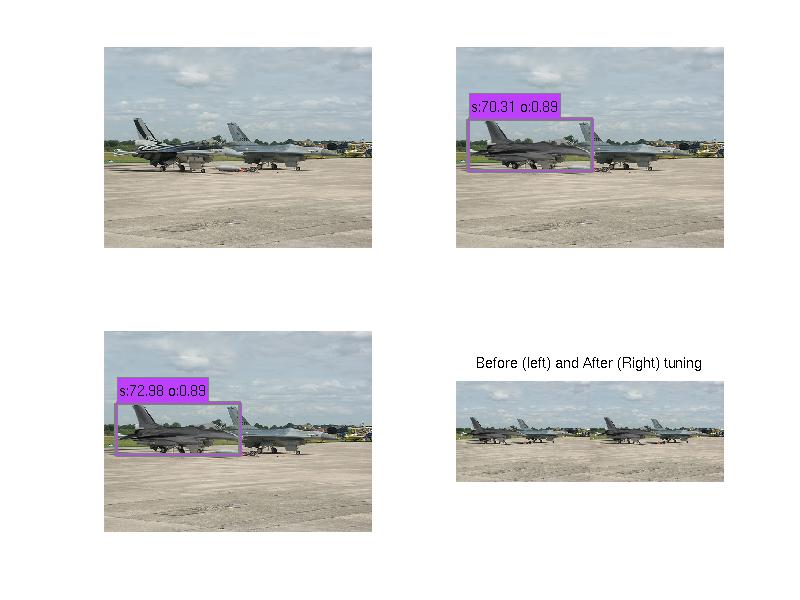 s:70.31 o:0.89
s:72.98 o:0.89
Before (left) and After (Right) tuning